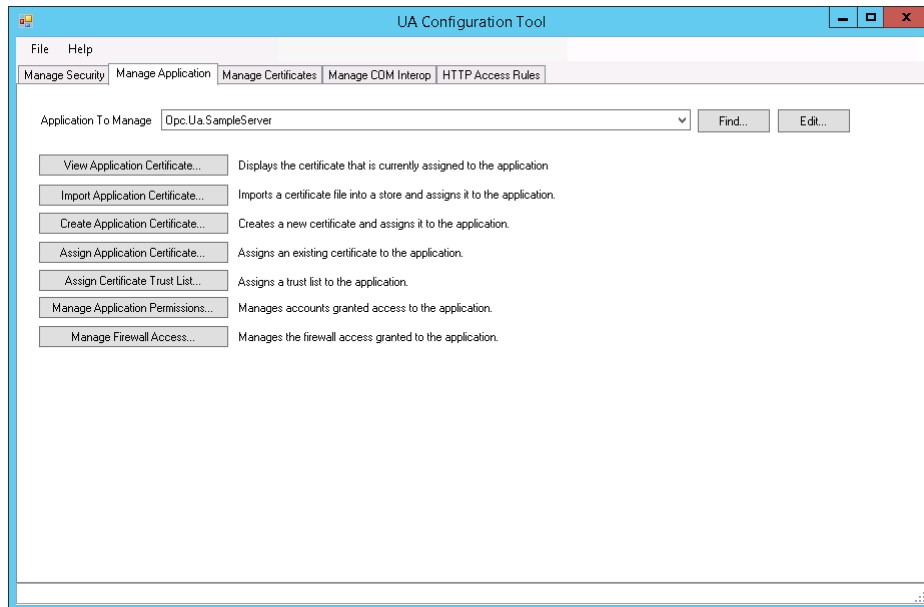 UA Configuration Tool
File Help
Manage Security Manage Application Manage Certificates Manage COM Interop HTTP Access Rules
Application To Manage Opc.Ua.SampleServer Find... Edit...
View Application Certificate... Displays the certificate that is currently assigned to the application
Import Application Certificate... Imports a certificate file into a store and assigns it to the application.
Create Application Certificate... Creates a new certificate and assigns it to the application.
Assign Application Certificate... Assigns an existing certificate to the application.
Assign Certificate Trust List... Assigns a trust list to the application.
Manage Application Permissions... Manages accounts granted access to the application.
Manage Firewall Access... Manages the firewall access granted to the application.